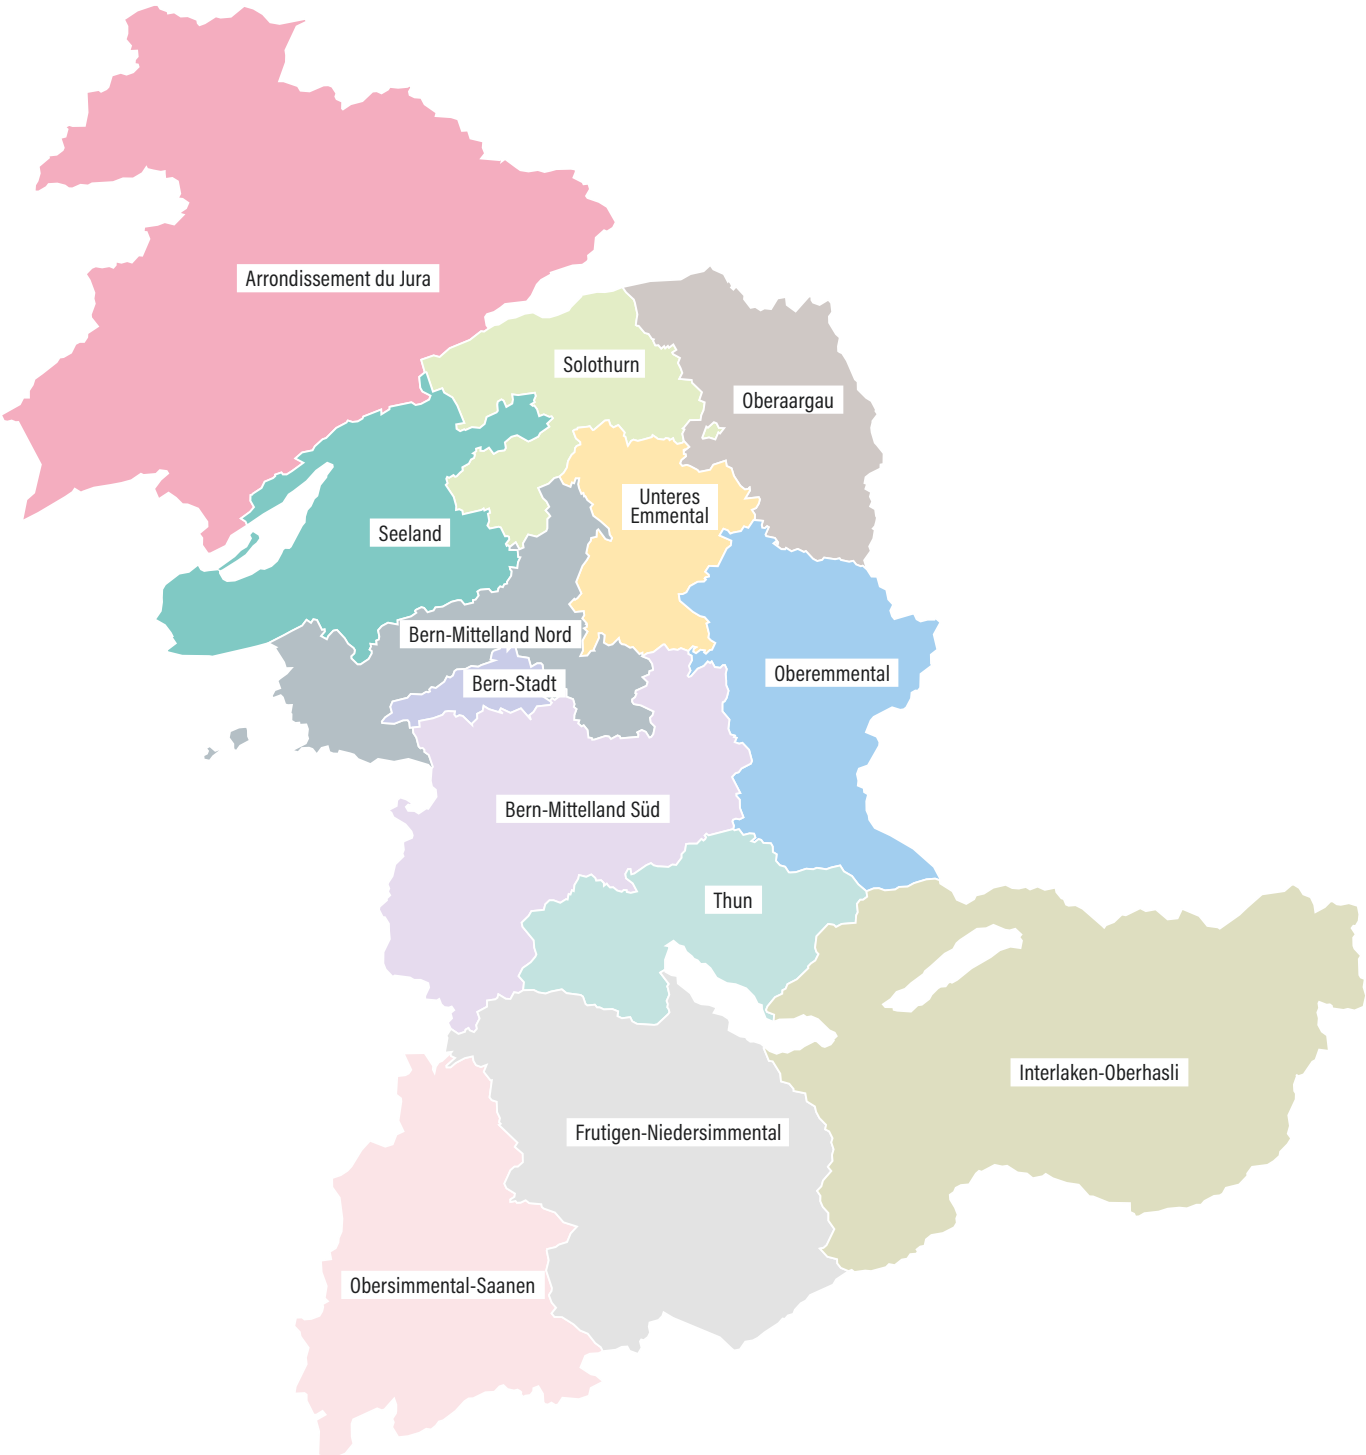 Arrondissement du Jura
Solothurn
Oberaargau
Unteres
Emmental
Seeland
Bern-Mittelland Nord
Oberemmental
Bern-Stadt
Bern-Mittelland Süd
Thun
Interlaken-Oberhasli
Frutigen-Niedersimmental
Obersimmental-Saanen